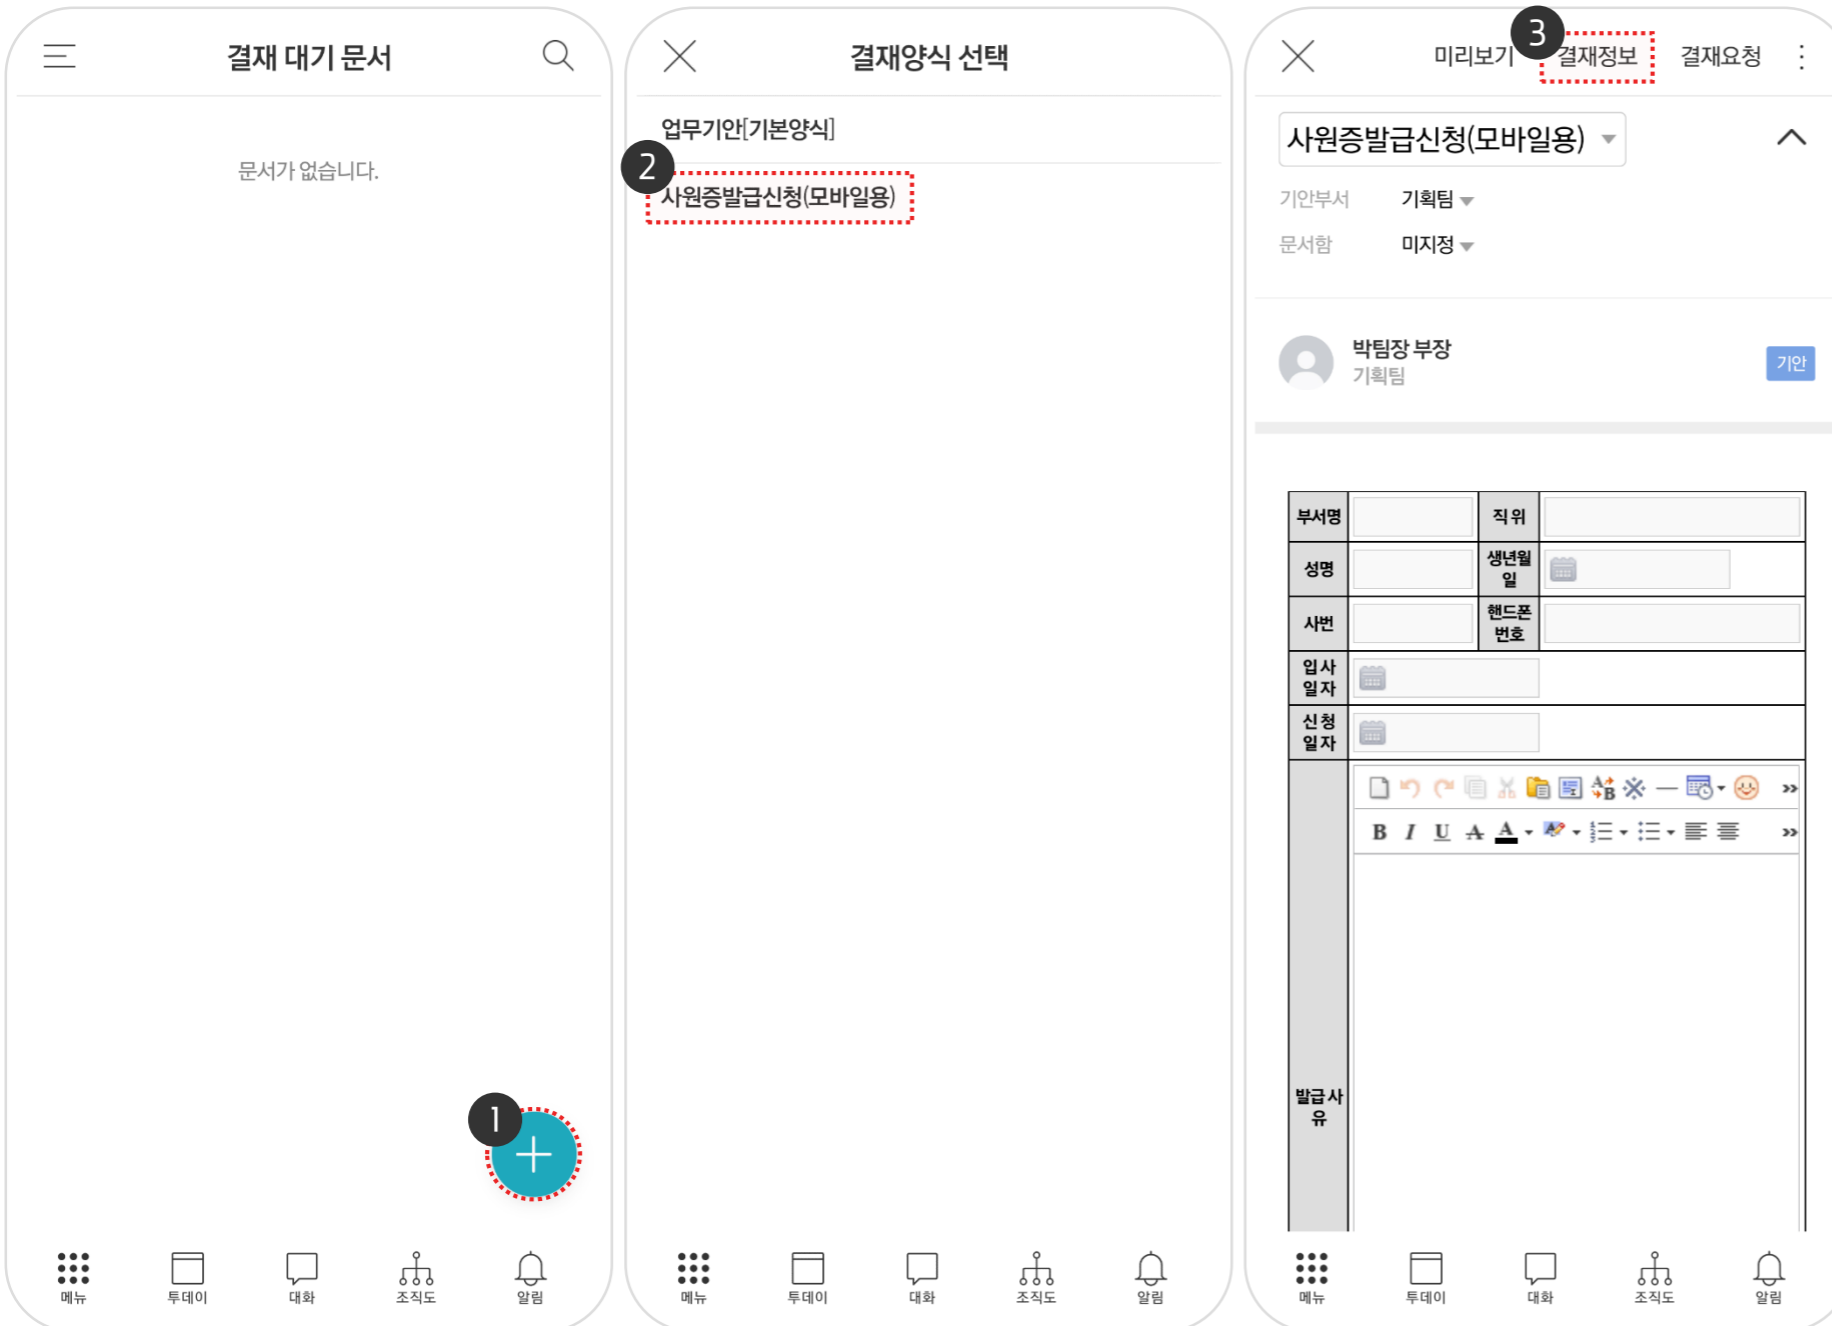 결재 대기 문서
문서가 없습니다.
1
메뉴 투데이 대화 조직도 알림
결재양식 선택
업무기안[기본양식]
2
사원증발급신청(모바일용)
메뉴 투데이 대화 조직도 알림
미리보기 3 결재정보 결재요청
사원증발급신청(모바일용)
기안부서 기획팀
문서함 미지정
박팀장 부장
기획팀
기안
부서명 직위
성명 생년월
일
사번 핸드폰
번호
입사
일자
신청
일자
B I U A A
발급 사
유
메뉴 투데이 대화 조직도 알림